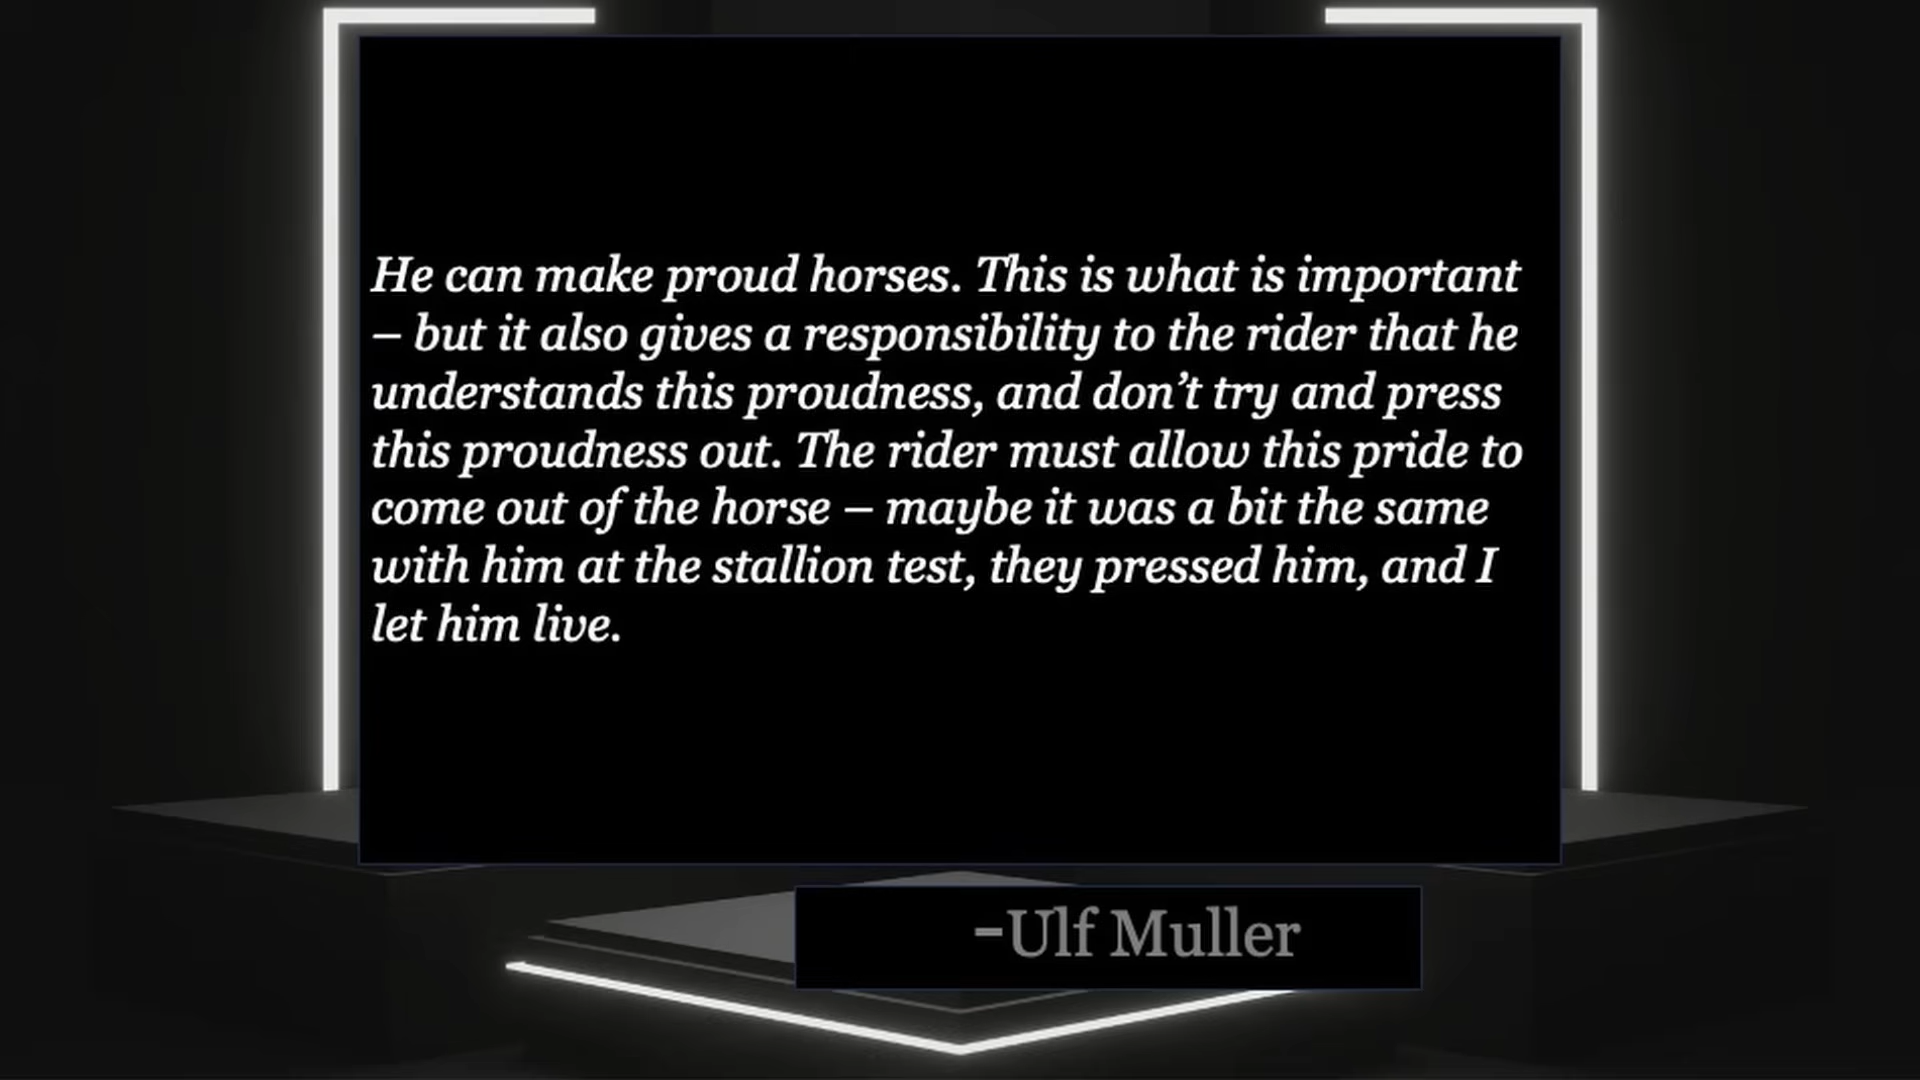 He can make proud horses. This is what is important
– but it also gives a responsibility to the rider that he
understands this proudness, and don’t try and press
this proudness out. The rider must allow this pride to
come out of the horse – maybe it was a bit the same
with him at the stallion test, they pressed him, and I
let him live.
-Ulf Muller